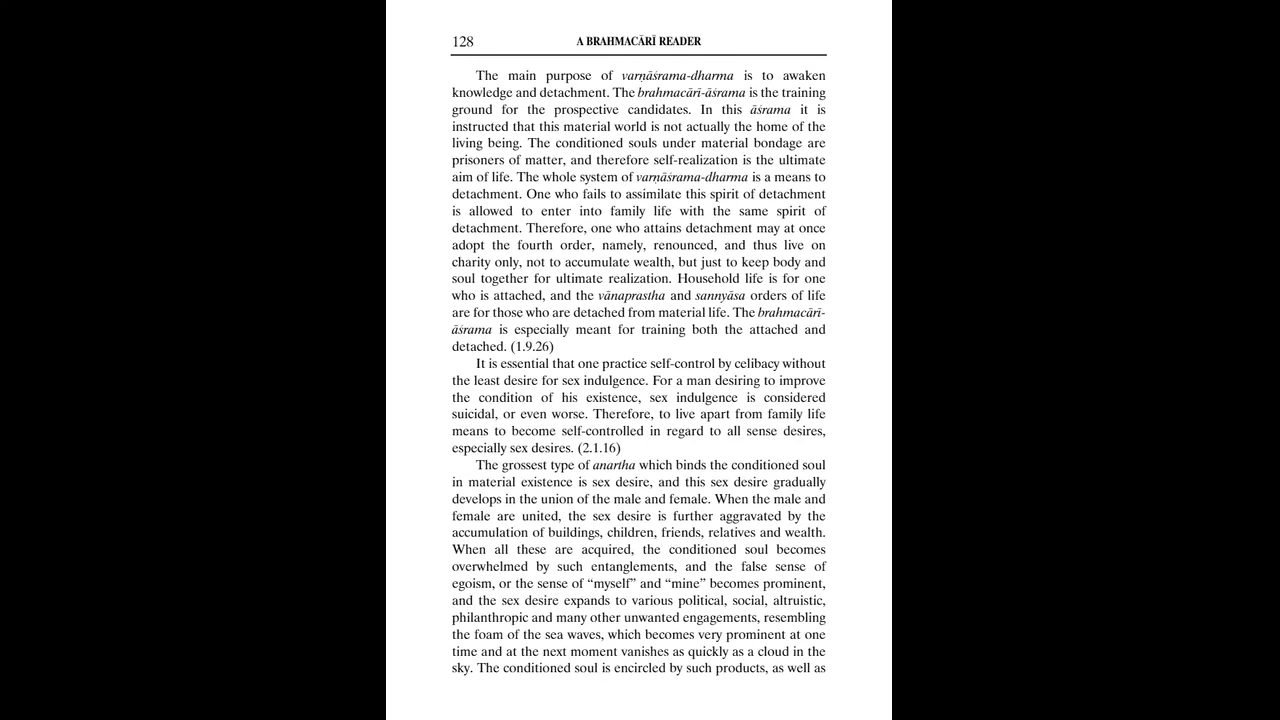 128
A BRAHMACĀRĪ READER
The main purpose of varṇāśrama-dharma is to awaken
knowledge and detachment. The brahmacārī-āśrama is the training
ground for the prospective candidates. In this āśrama it is
instructed that this material world is not actually the home of the
living being. The conditioned souls under material bondage are
prisoners of matter, and therefore self-realization is the ultimate
aim of life. The whole system of varṇāśrama-dharma is a means to
detachment. One who fails to assimilate this spirit of detachment
is allowed to enter into family life with the same spirit of
detachment. Therefore, one who attains detachment may at once
adopt the fourth order, namely, renounced, and thus live on
charity only, not to accumulate wealth, but just to keep body and
soul together for ultimate realization. Household life is for one
who is attached, and the vānaprastha and sannyāsa orders of life
are for those who are detached from material life. The brahmacārī-
āśrama is especially meant for training both the attached and
detached. (1.9.26)
It is essential that one practice self-control by celibacy without
the least desire for sex indulgence. For a man desiring to improve
the condition of his existence, sex indulgence is considered
suicidal, or even worse. Therefore, to live apart from family life
means to become self-controlled in regard to all sense desires,
especially sex desires. (2.1.16)
The grossest type of anartha which binds the conditioned soul
in material existence is sex desire, and this sex desire gradually
develops in the union of the male and female. When the male and
female are united, the sex desire is further aggravated by the
accumulation of buildings, children, friends, relatives and wealth.
When all these are acquired, the conditioned soul becomes
overwhelmed by such entanglements, and the false sense of
egoism, or the sense of “myself” and “mine” becomes prominent,
and the sex desire expands to various political, social, altruistic,
philanthropic and many other unwanted engagements, resembling
the foam of the sea waves, which becomes very prominent at one
time and at the next moment vanishes as quickly as a cloud in the
sky. The conditioned soul is encircled by such products, as well as